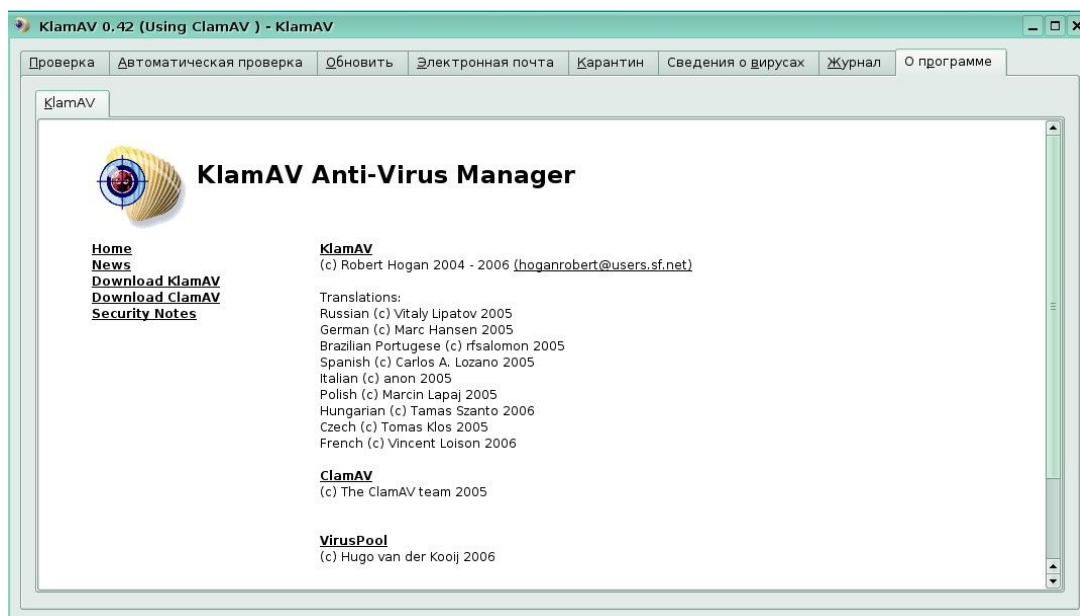 KlamAV 0.42 (Using ClamAV ) - KlamAV
Проверка Автоматическая проверка Обновить Электронная почта Карантин Сведения о вирусах Журнал О программе
KlamAV
KlamAV Anti-Virus Manager
Home
News
Download KlamAV
Download ClamAV
Security Notes
KlamAV
(c) Robert Hogan 2004 - 2006 (hoganrobert@users.sf.net)
Translations:
Russian (c) Vitaly Lipatov 2005
German (c) Marc Hansen 2005
Brazilian Portugese (c) rfsalomon 2005
Spanish (c) Carlos A. Lozano 2005
Italian (c) anon 2005
Polish (c) Marcin Lapaj 2005
Hungarian (c) Tamas Szanto 2006
Czech (c) Tomas Klos 2005
French (c) Vincent Loison 2006
ClamAV
(c) The ClamAV team 2005
VirusPool
(c) Hugo van der Kooij 2006